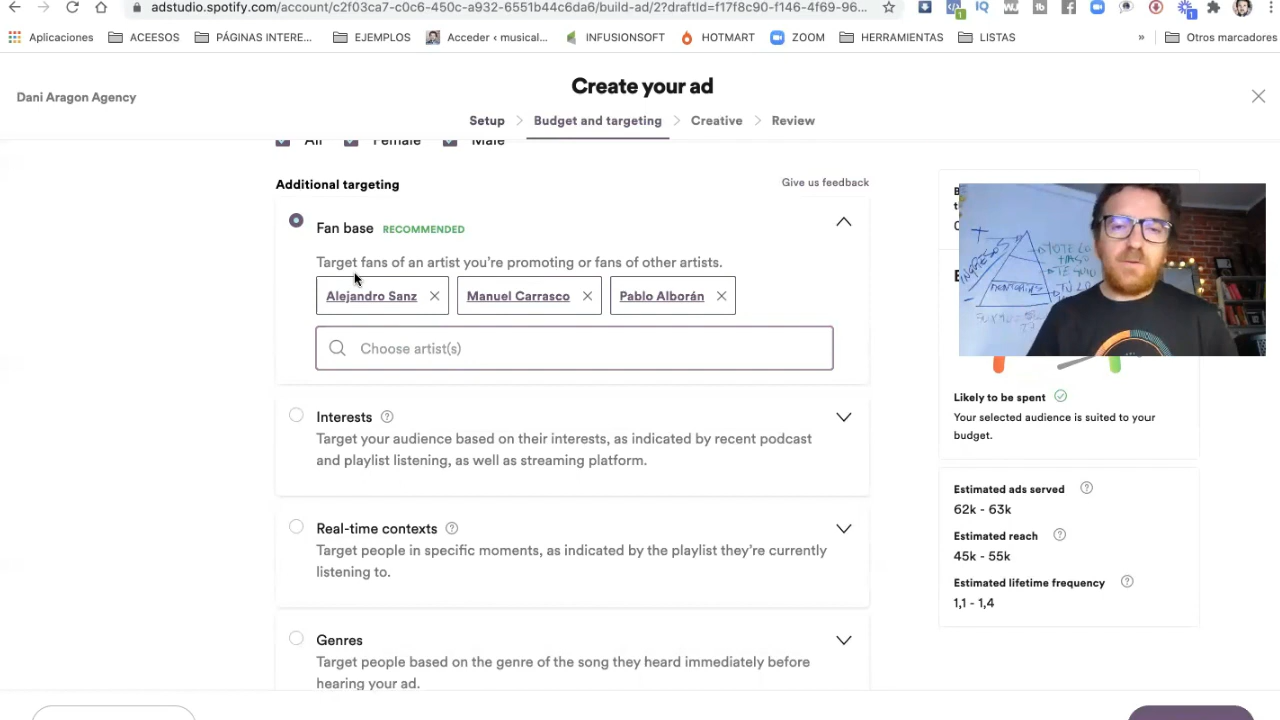 adstudio.spotify.com/account/c2f03ca7-c0c6-450c-a932-6551b44c6da6/build-ad/2?draftId=f17f8c90-f146-4f69-96...
Aplicaciones ACEESOS PÁGINAS INTERE... EJEMPLOS Acceder ‹ musical... INFUSIONSOFT HOTMART ZOOM HERRAMIENTAS LISTAS » Otros marcadores
Create your ad
Dani Aragon Agency
Setup > Budget and targeting > Creative > Review
All Female Male
Additional targeting
Give us feedback
Fan base RECOMMENDED
Target fans of an artist you’re promoting or fans of other artists.
Alejandro Sanz Manuel Carrasco Pablo Alborán
Choose artist(s)
Interests
Target your audience based on their interests, as indicated by recent podcast
and playlist listening, as well as streaming platform.
Real-time contexts
Target people in specific moments, as indicated by the playlist they’re currently
listening to.
Genres
Target people based on the genre of the song they heard immediately before
hearing your ad.
INGRESOS
MENTORING
Likely to be spent
Your selected audience is suited to your
budget.
Estimated ads served
62k - 63k
Estimated reach
45k - 55k
Estimated lifetime frequency
1,1 - 1,4